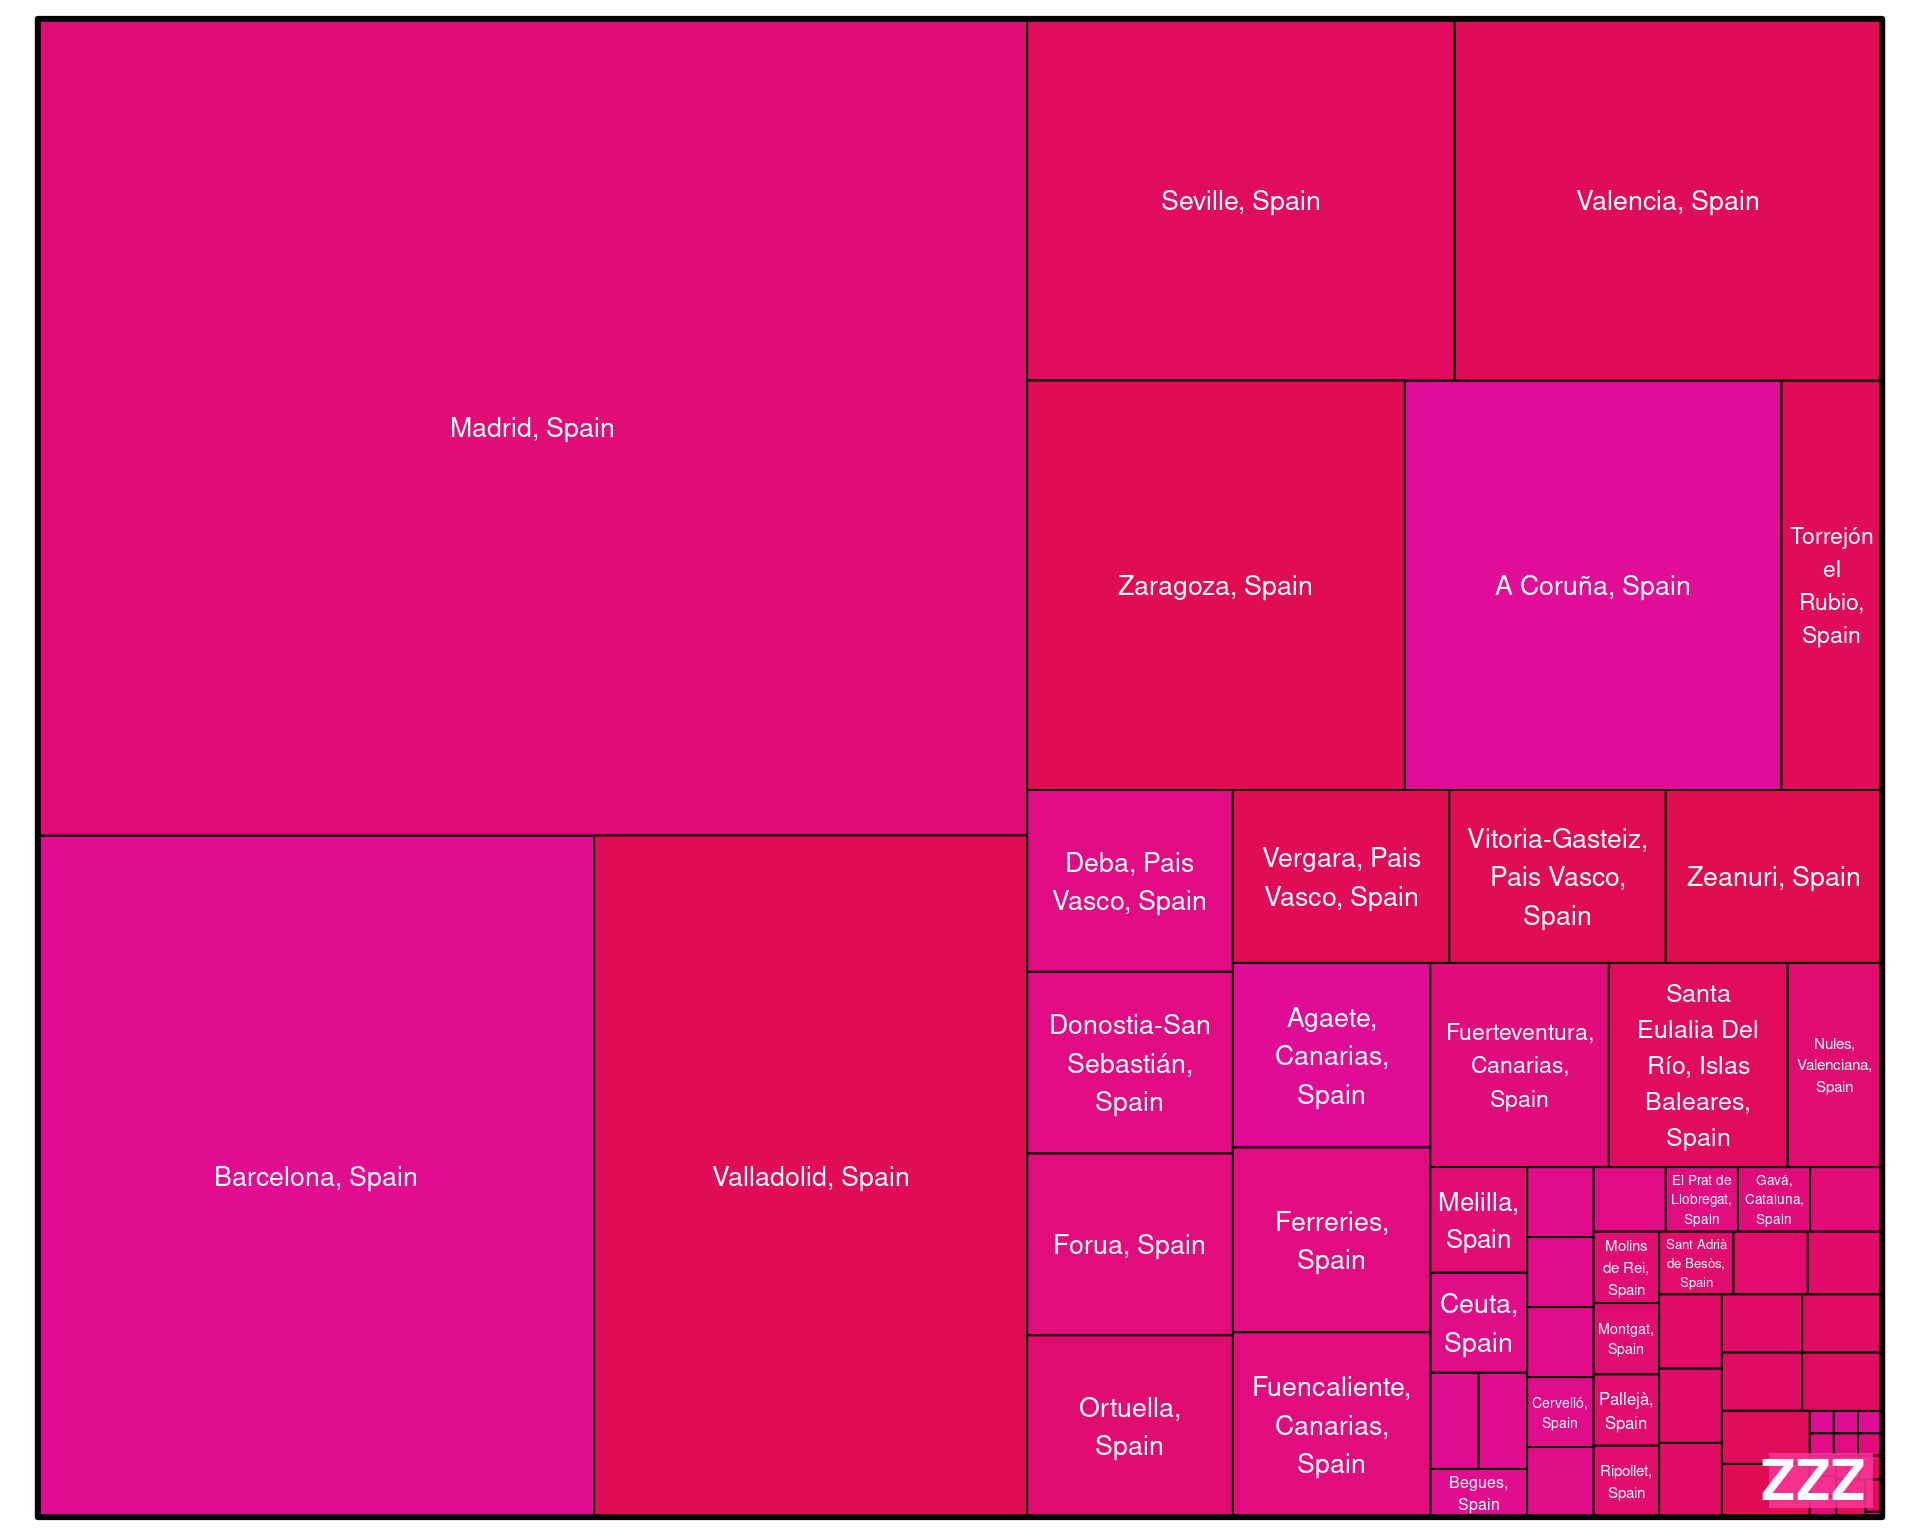 Madrid, Spain
Seville, Spain
Valencia, Spain
Zaragoza, Spain
A Coruña, Spain
Torrejón
el
Rubio,
Spain
Barcelona, Spain
Valladolid, Spain
Deba, Pais
Vasco, Spain
Vergara, Pais
Vasco, Spain
Vitoria-Gasteiz,
Pais Vasco,
Spain
Zeanuri, Spain
Donostia-San
Sebastián,
Spain
Agaete,
Canarias,
Spain
Fuerteventura,
Canarias,
Spain
Santa
Eulalia Del
Río, Islas
Baleares,
Spain
Nules,
Valenciana,
Spain
Forua, Spain
Ferreries,
Spain
Melilla,
Spain
El Prat de
Llobregat,
Spain
Gavá,
Cataluna,
Spain
Molins
de Rei,
Spain
Sant Adrià
de Besòs,
Spain
Ceuta,
Spain
Montgat,
Spain
Ortuella,
Spain
Fuencaliente,
Canarias,
Spain
Cervelló,
Spain
Pallejà,
Spain
Begues,
Spain
Ripollet,
Spain
ZZZ